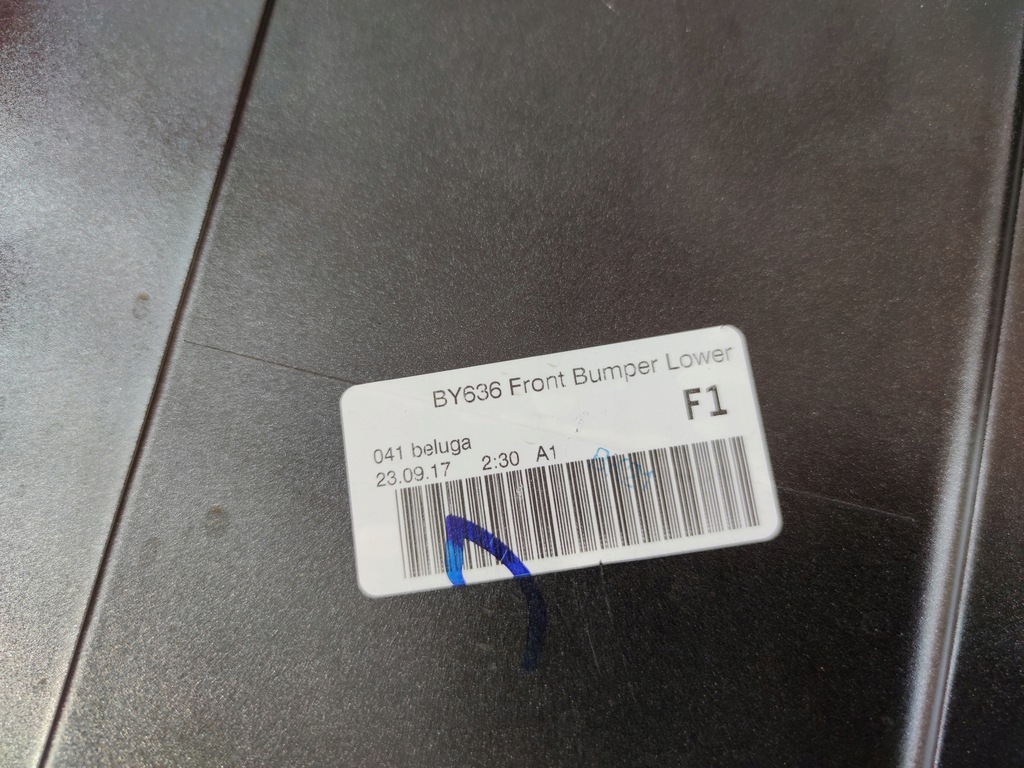 BY636 Front Bumper Lower
F1
041 beluga
23.09.17 2:30 A1